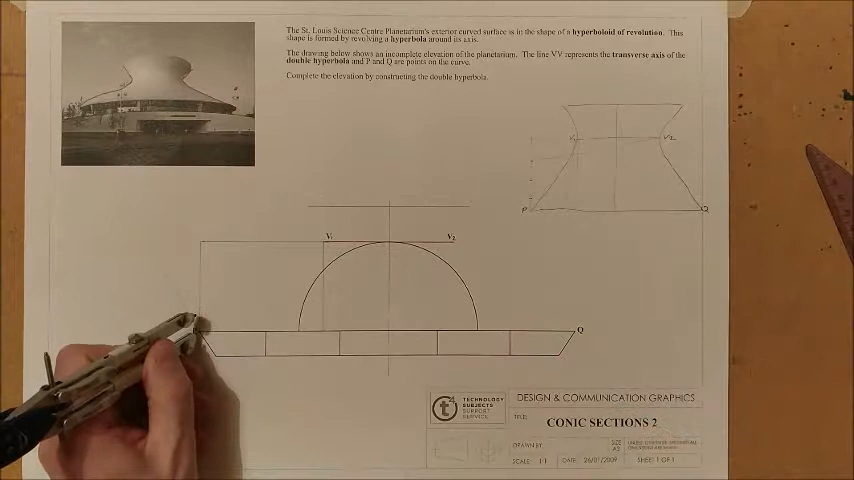 The St. Louis Science Centre Planetarium's exterior curved surface is in the shape of a hyperboloid of revolution. This
shape is formed by revolving a hyperbola around its axis.
The drawing below shows an incomplete elevation of the planetarium. The line VV represents the transverse axis of the
double hyperbola and P and Q are points on the curve.
Complete the elevation by constructing the double hyperbola.
V₁ V2
P Q
V₁ V₂
Q
t4 TECHNOLOGY
SUBJECTS
SUPPORT
SERVICE
DESIGN & COMMUNICATION GRAPHICS
TITLE:
CONIC SECTIONS 2
DRAWN BY:
SIZE
A3
SCALE: 1:1 DATE: 26/01/2009 SHEET 1 OF 1